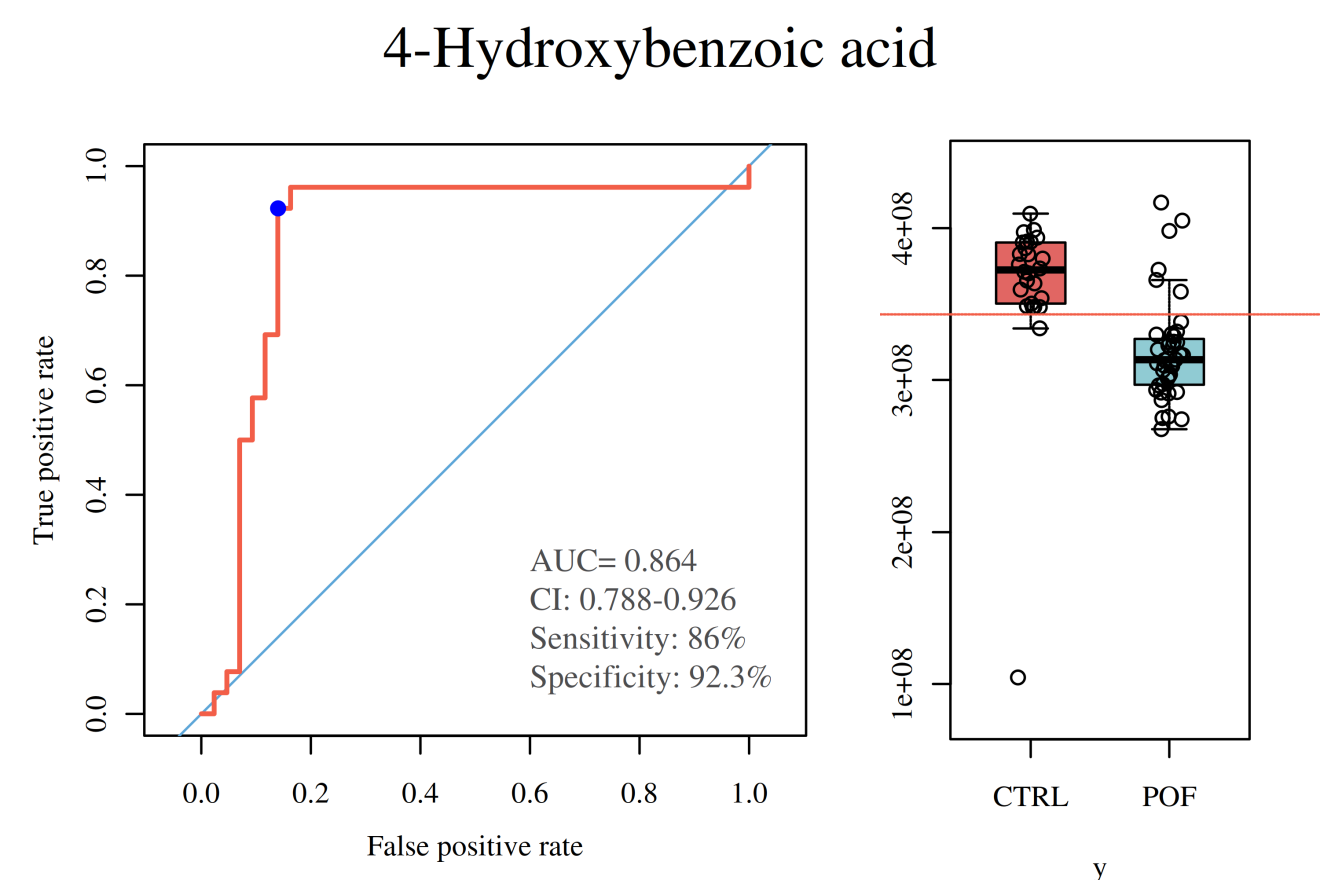 4-Hydroxybenzoic acid
True positive rate
1.0
0.8
0.6
0.4
0.2
0.0
0.0 0.2 0.4 0.6 0.8 1.0
False positive rate
AUC= 0.864
CI: 0.788-0.926
Sensitivity: 86%
Specificity: 92.3%
4e+08
3e+08
2e+08
1e+08
CTRL POF
y